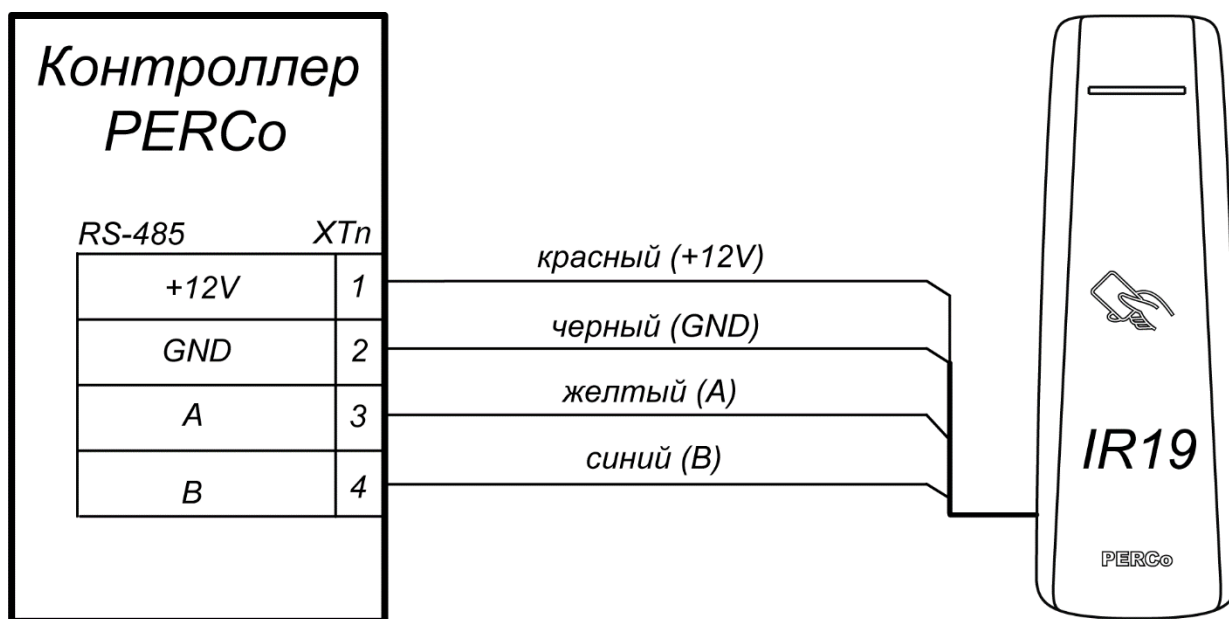 Контроллер
PERCo
RS-485 XTn
+12V 1
GND 2
A 3
B 4
красный (+12V)
черный (GND)
желтый (A)
синий (B)
IR19
PERCo